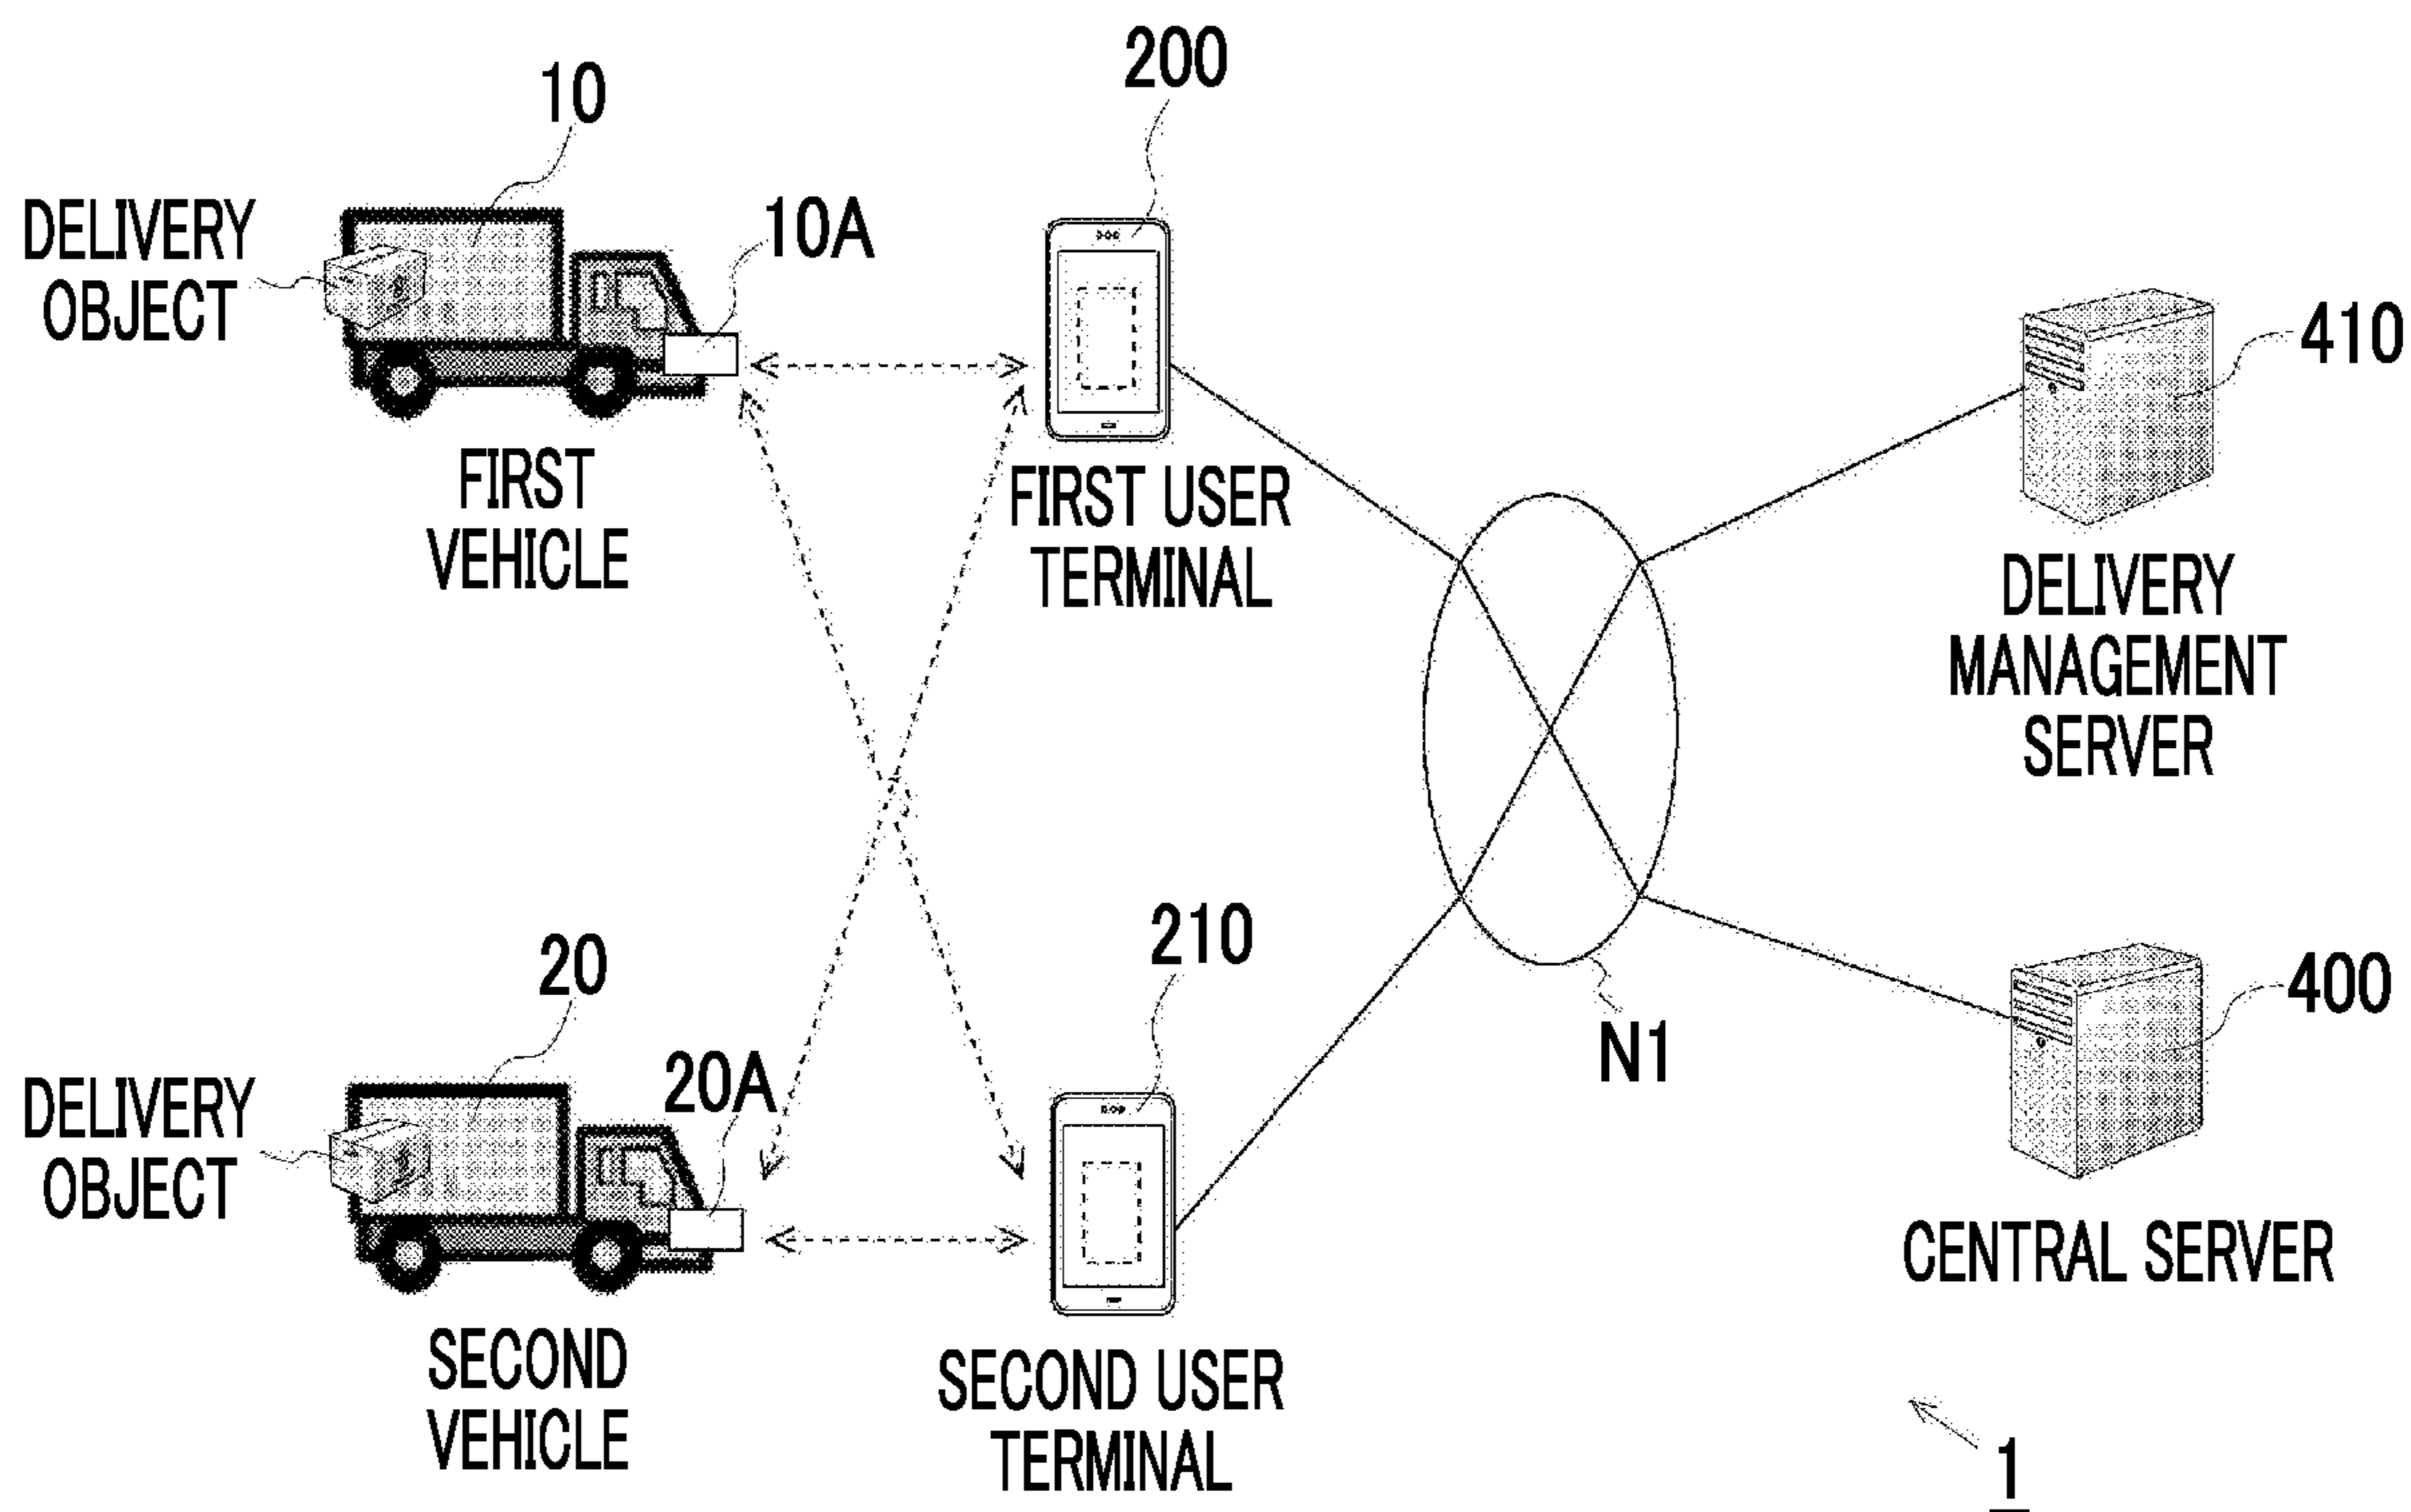 200
10
10A
DELIVERY
OBJECT
410
FIRST
VEHICLE
FIRST USER
TERMINAL
DELIVERY
MANAGEMENT
SERVER
210
20
400
N1
20A
DELIVERY
OBJECT
CENTRAL SERVER
SECOND
VEHICLE
SECOND USER
TERMINAL
1